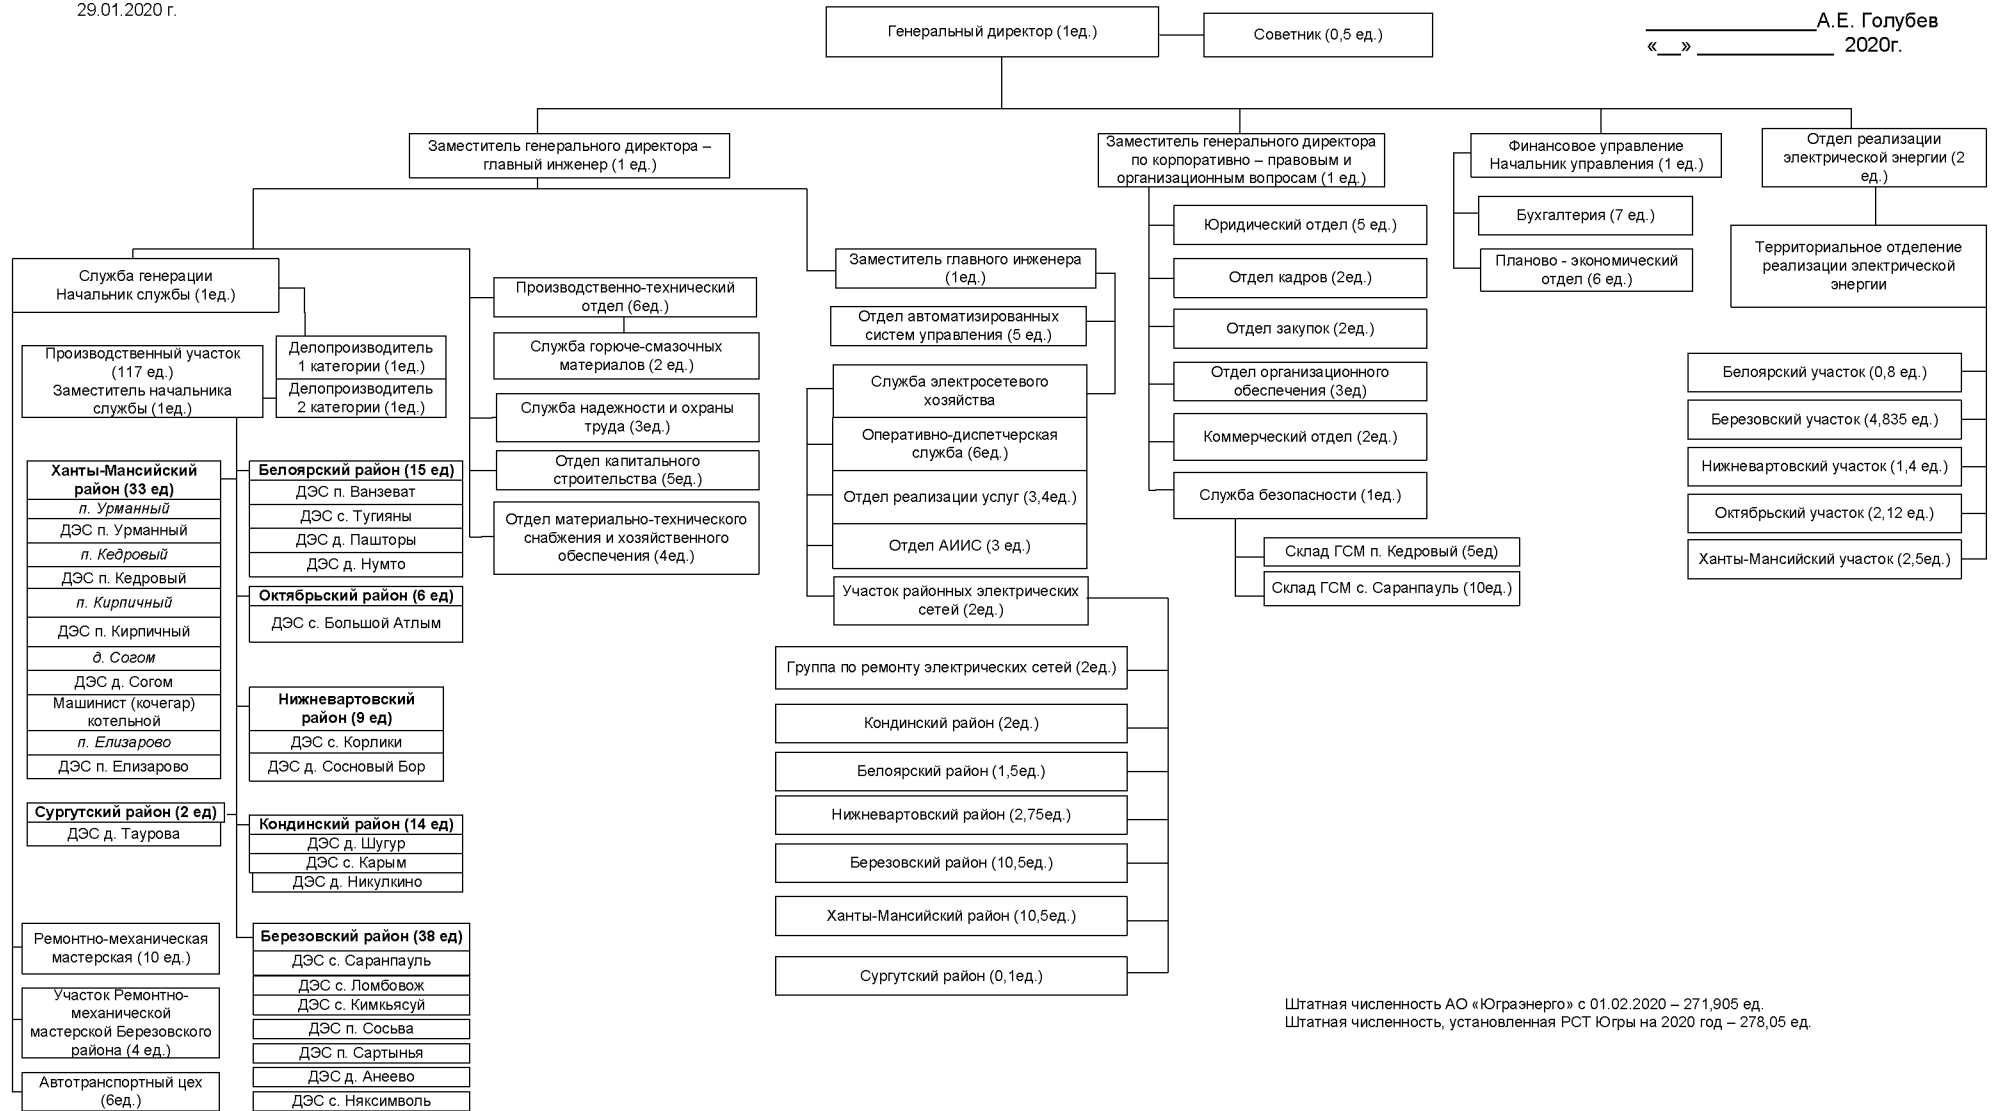 29.01.2020 г.
Генеральный директор (1ед.)
Советник (0,5 ед.)
_______________А.Е. Голубев
«__» ____________ 2020г.
Заместитель генерального директора –
главный инженер (1 ед.)
Заместитель генерального директора
по корпоративно – правовым и
организационным вопросам (1 ед.)
Финансовое управление
Начальник управления (1 ед.)
Отдел реализации
электрической энергии (2
ед.)
Служба генерации
Начальник службы (1ед.)
Производственный участок
(117 ед.)
Заместитель начальника
службы (1ед.)
Делопроизводитель
1 категории (1ед.)
Делопроизводитель
2 категории (1ед.)
Ханты-Мансийский
район (33 ед)
п. Урманный
ДЭС п. Урманный
п. Кедровый
ДЭС п. Кедровый
п. Кирпичный
ДЭС п. Кирпичный
д. Согом
ДЭС д. Согом
Машинист (кочегар)
котельной
п. Елизарово
ДЭС п. Елизарово
Сургутский район (2 ед)
ДЭС д. Таурова
Ремонтно-механическая
мастерская (10 ед.)
Участок Ремонтно-
механической
мастерской Березовского
района (4 ед.)
Автотранспортный цех
(6ед.)
Белоярский район (15 ед)
ДЭС п. Ванзеват
ДЭС с. Тугияны
ДЭС д. Пашторы
ДЭС д. Нумто
Октябрьский район (6 ед)
ДЭС с. Большой Атлым
Нижневартовский
район (9 ед)
ДЭС с. Корлики
ДЭС д. Сосновый Бор
Кондинский район (14 ед)
ДЭС д. Шугур
ДЭС с. Карым
ДЭС д. Никулкино
Березовский район (38 ед)
ДЭС с. Саранпауль
ДЭС с. Ломбовож
ДЭС с. Кимкьясуй
ДЭС п. Сосьва
ДЭС п. Сартынья
ДЭС д. Анеево
ДЭС с. Няксимволь
Производственно-технический
отдел (6ед.)
Служба горюче-смазочных
материалов (2 ед.)
Служба надежности и охраны
труда (3ед.)
Отдел капитального
строительства (5ед.)
Отдел материально-технического
снабжения и хозяйственного
обеспечения (4ед.)
Заместитель главного инженера
(1ед.)
Отдел автоматизированных
систем управления (5 ед.)
Служба электросетевого
хозяйства
Оперативно-диспетчерская
служба (6ед.)
Отдел реализации услуг (3,4ед.)
Отдел АИИС (3 ед.)
Участок районных электрических
сетей (2ед.)
Группа по ремонту электрических сетей (2ед.)
Кондинский район (2ед.)
Белоярский район (1,5ед.)
Нижневартовский район (2,75ед.)
Березовский район (10,5ед.)
Ханты-Мансийский район (10,5ед.)
Сургутский район (0,1ед.)
Юридический отдел (5 ед.)
Отдел кадров (2ед.)
Отдел закупок (2ед.)
Отдел организационного
обеспечения (3ед)
Коммерческий отдел (2ед.)
Служба безопасности (1ед.)
Склад ГСМ п. Кедровый (5ед)
Склад ГСМ с. Саранпауль (10ед.)
Бухгалтерия (7 ед.)
Планово - экономический
отдел (6 ед.)
Территориальное отделение
реализации электрической
энергии
Белоярский участок (0,8 ед.)
Березовский участок (4,835 ед.)
Нижневартовский участок (1,4 ед.)
Октябрьский участок (2,12 ед.)
Ханты-Мансийский участок (2,5ед.)
Штатная численность АО «Юграэнерго» с 01.02.2020 – 271,905 ед.
Штатная численность, установленная РСТ Югры на 2020 год – 278,05 ед.